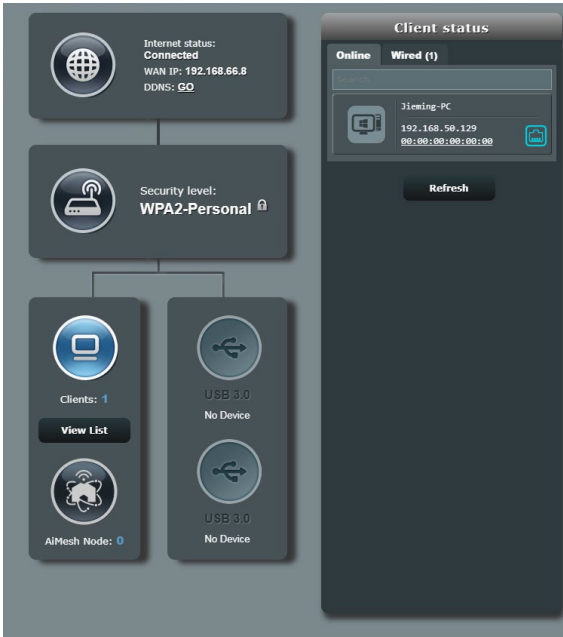 Internet status:
Connected
WAN IP: 192.168.66.8
DDNS: GO
Security level:
WPA2-Personal
Clients: 1
View List
AiMesh Node: 0
USB 3.0
No Device
USB 3.0
No Device
Client status
Online Wired (1)
Search
Jieming-PC
192.168.50.129
00:00:00:00:00:00
Refresh